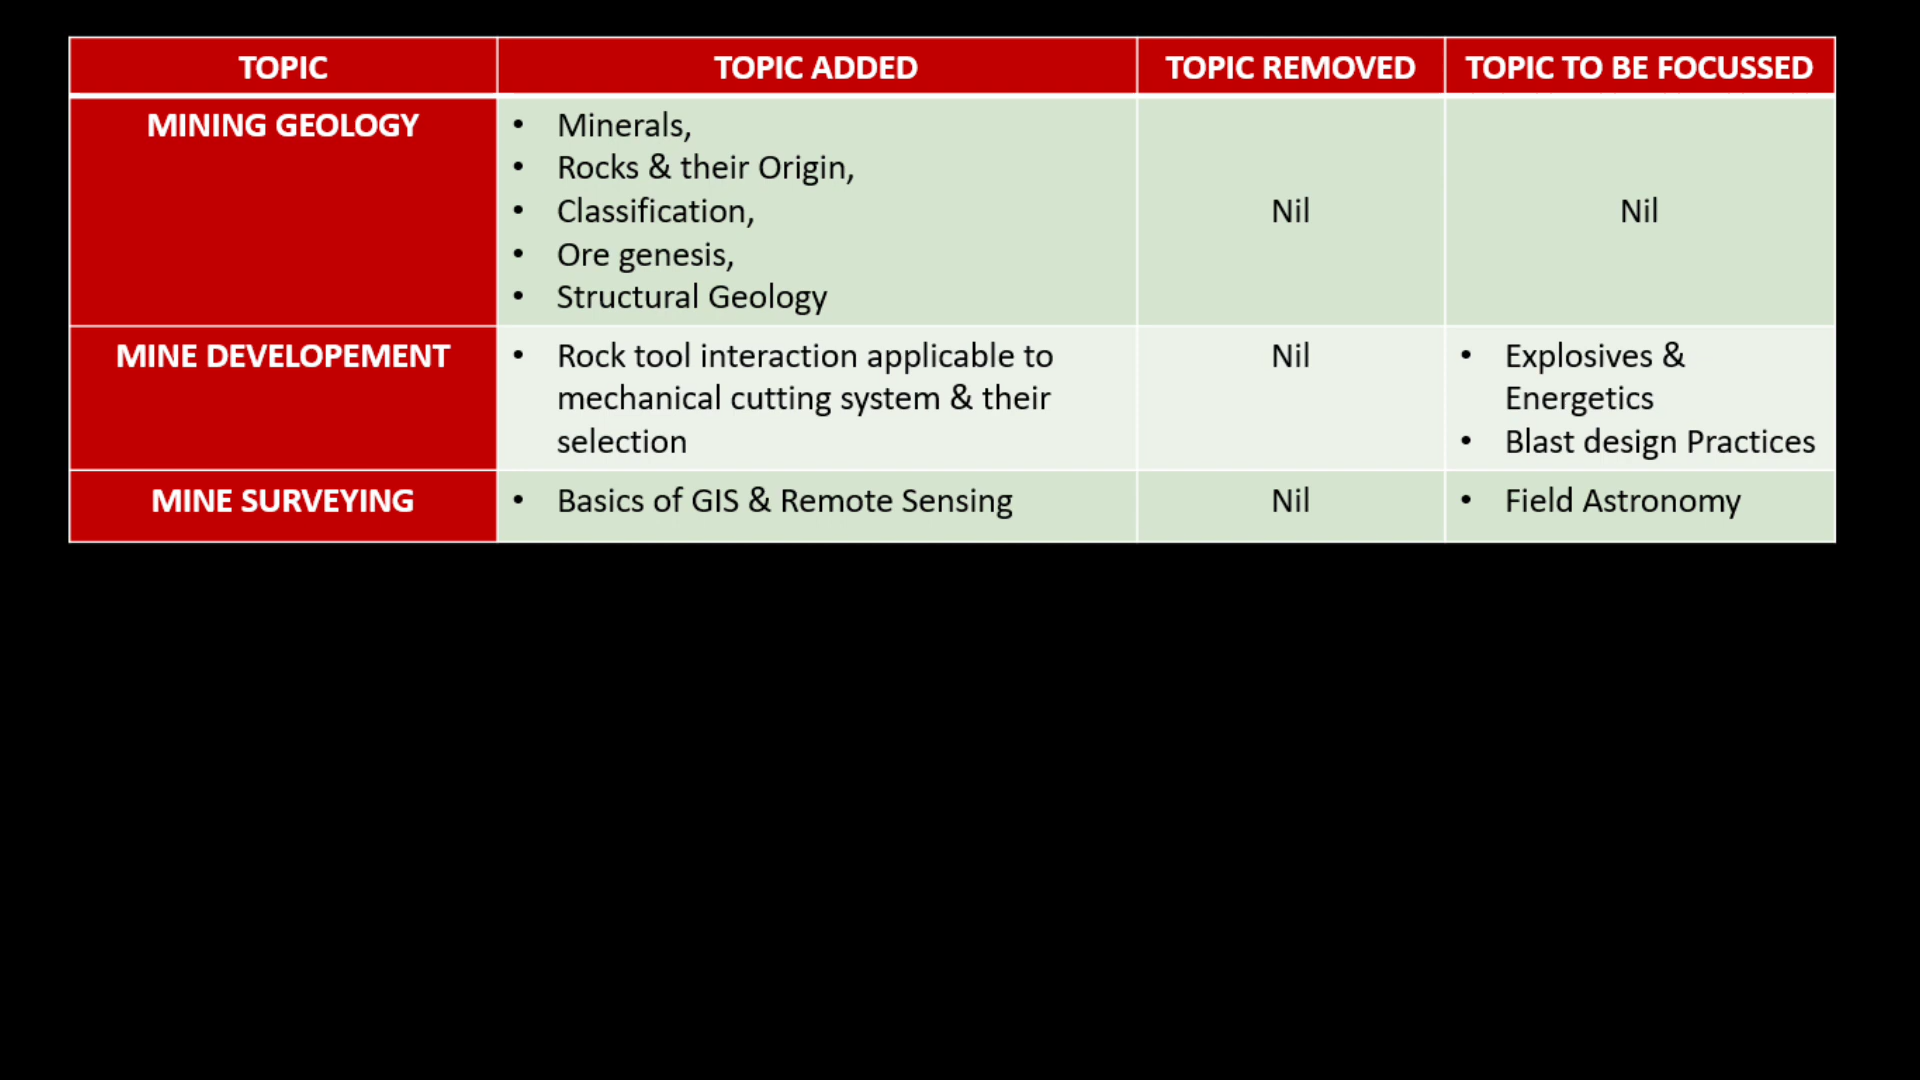 TOPIC TOPIC ADDED TOPIC REMOVED TOPIC TO BE FOCUSSED
MINING GEOLOGY
• Minerals,
• Rocks & their Origin,
• Classification,
• Ore genesis,
• Structural Geology
Nil
Nil
MINE DEVELOPEMENT
• Rock tool interaction applicable to
mechanical cutting system & their
selection
Nil
• Explosives &
Energetics
• Blast design Practices
MINE SURVEYING
• Basics of GIS & Remote Sensing
Nil
• Field Astronomy